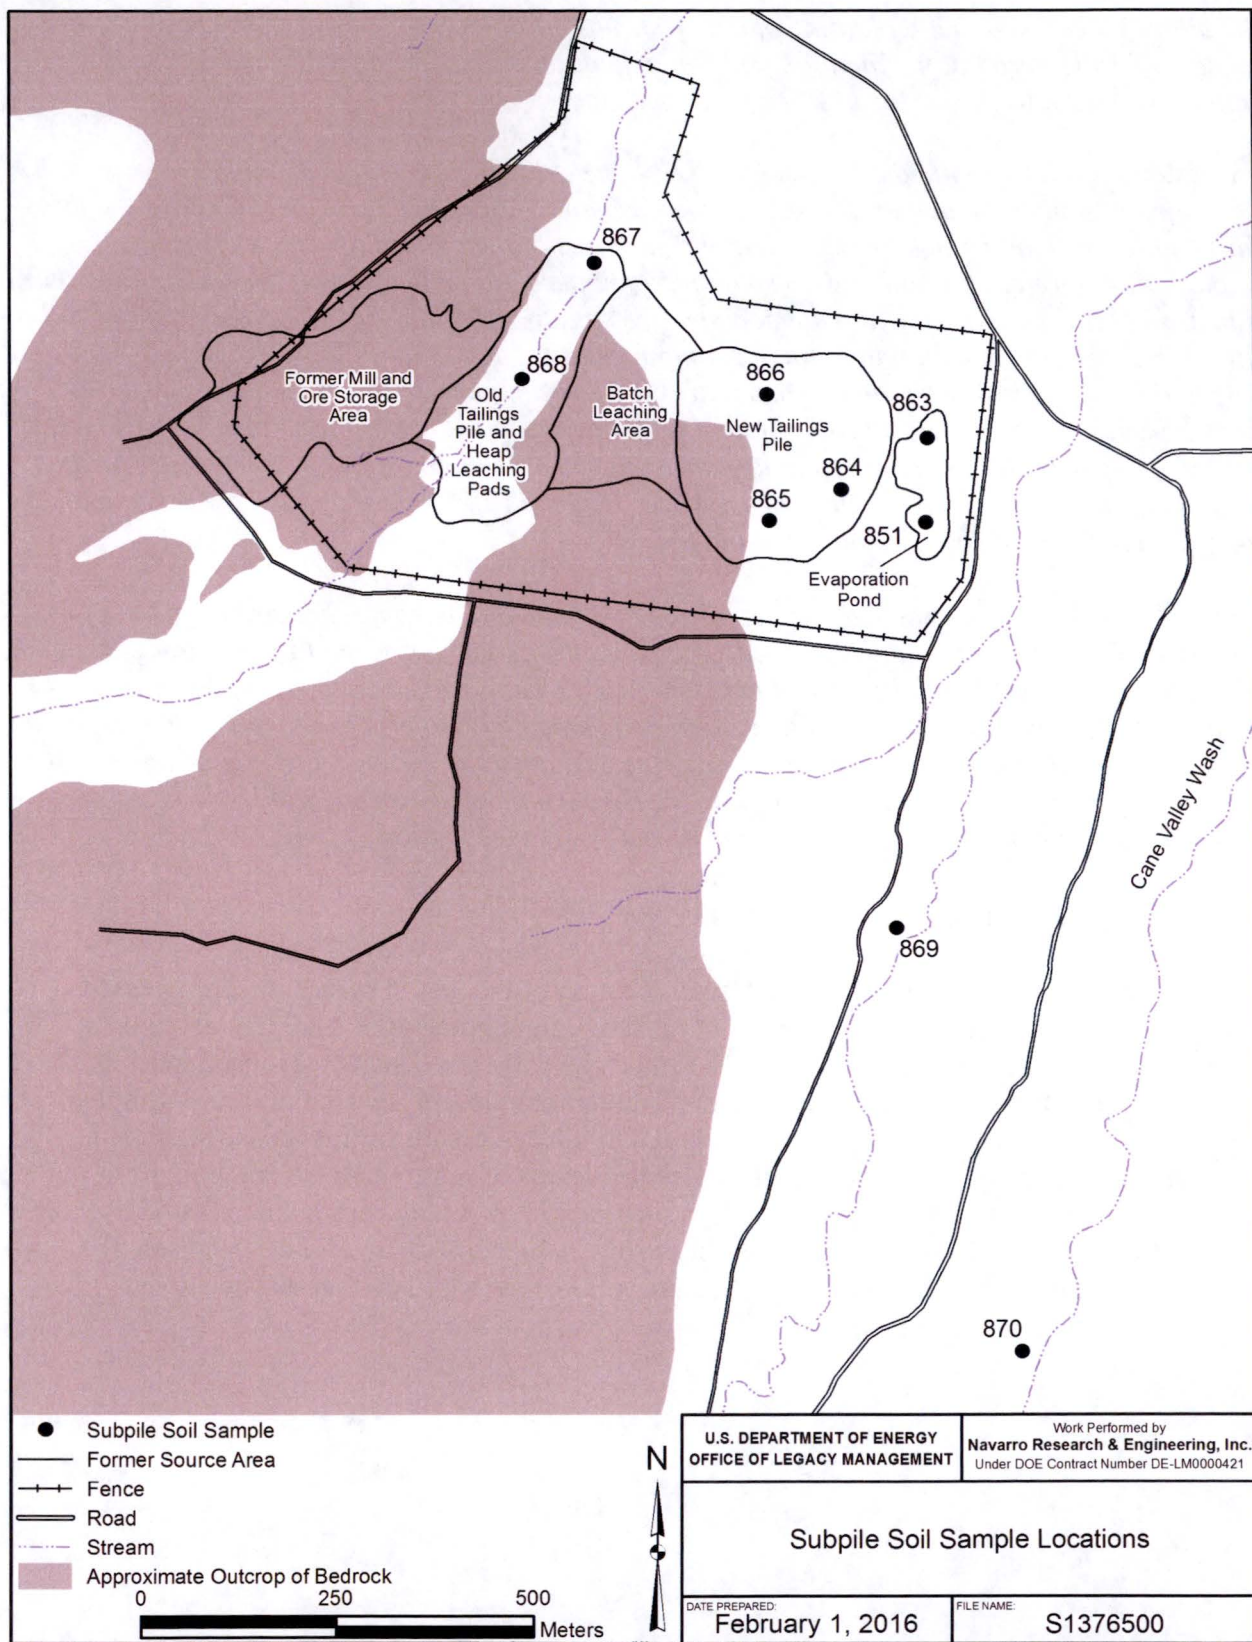 867
868
866
863
Former Mill and
Ore Storage
Area
Old
Tailings
Pile and
Heap
Leaching
Pads
Batch
Leaching
Area
New Tailings
Pile
864
865
851
Evaporation
Pond
Cane Valley Wash
869
870
Subpile Soil Sample
Former Source Area
Fence
Road
Stream
Approximate Outcrop of Bedrock
0 250 500
Meters
N
U.S. DEPARTMENT OF ENERGY
OFFICE OF LEGACY MANAGEMENT
Work Performed by
Navarro Research & Engineering, Inc.
Under DOE Contract Number DE-LM0000421
Subpile Soil Sample Locations
DATE PREPARED:
February 1, 2016
FILE NAME:
S1376500